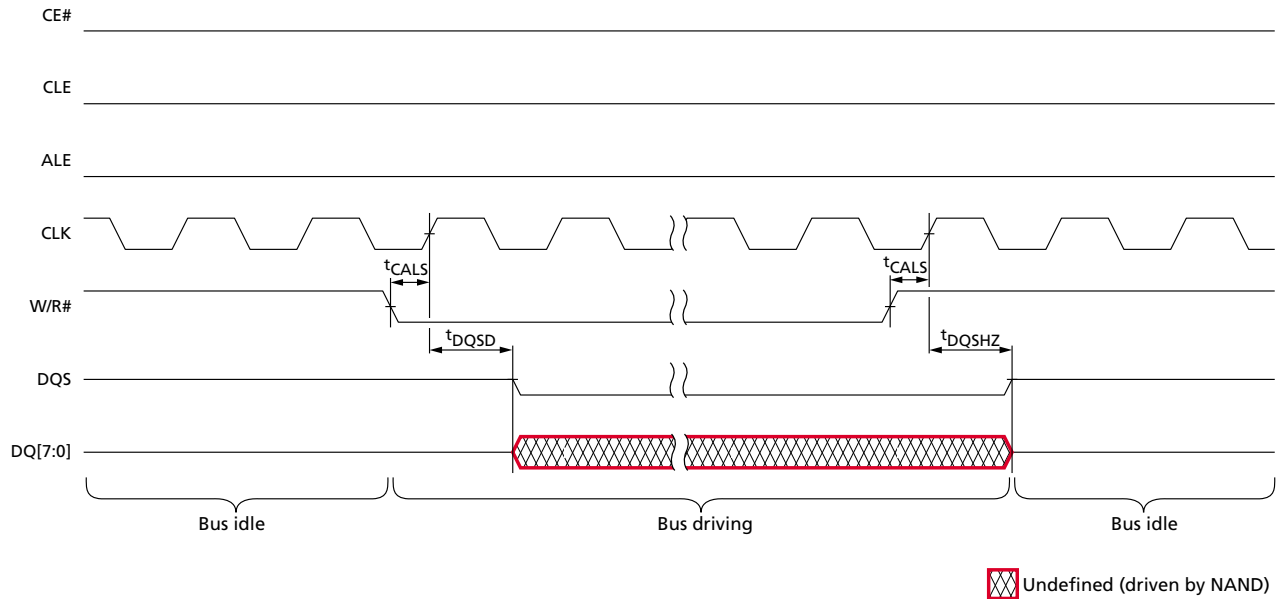 CE#
CLE
ALE
CLK
tCALS tCALS
W/R#
tDQSD tDQSHZ
DQS
DQ[7:0]
Bus idle Bus driving Bus idle
Undefined (driven by NAND)